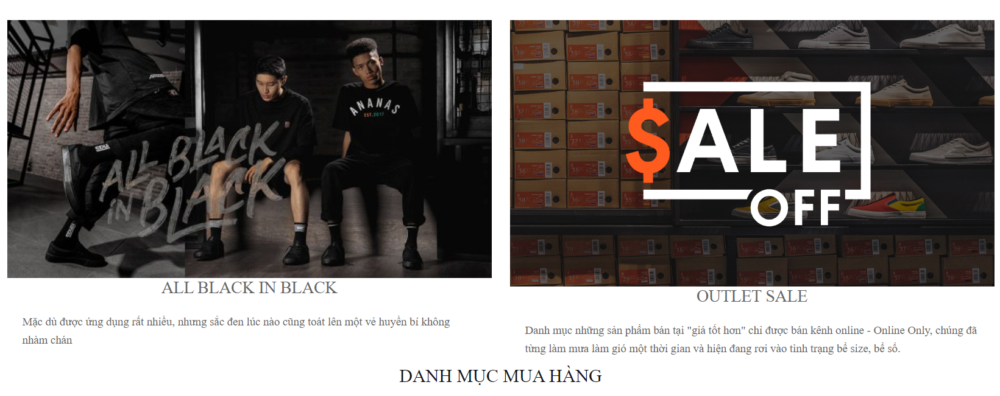 ANANAS
EST.2017
ALL BLACK
IN BLACK
ALL BLACK IN BLACK
Mặc dù được ứng dụng rất nhiều, nhưng sắc đen lúc nào cũng toát lên một vẻ huyền bí không
nhàm chán
$ALE
OFF
OUTLET SALE
Danh mục những sản phẩm bán tại "giá tốt hơn" chỉ được bán kênh online - Online Only, chúng đã
từng làm mưa làm gió một thời gian và hiện đang rơi vào tình trạng bể size, bể số.
DANH MỤC MUA HÀNG